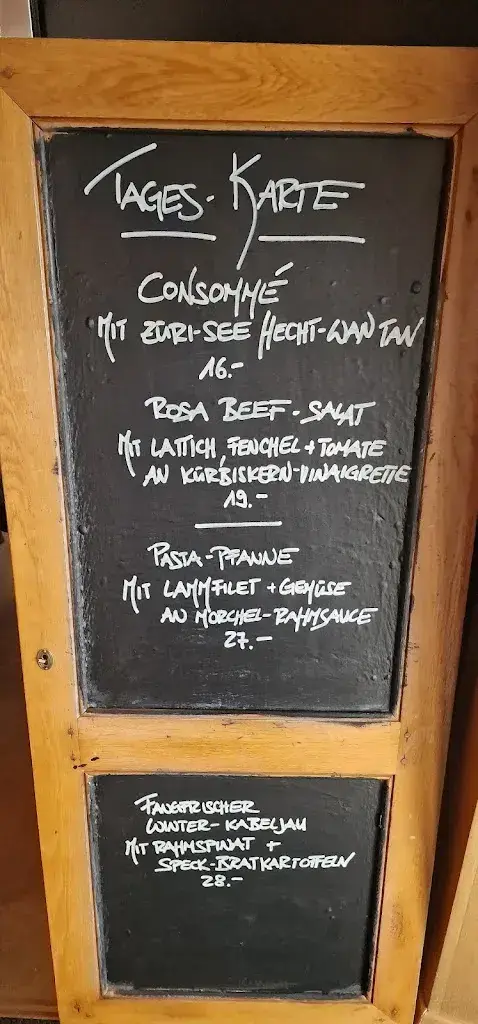 TAGES-KARTE
CONSOMMÉ
MIT ZÜRI-SEE HECHT-WAN TAN
16.-
ROSA BEEF-SALAT
MIT LATTICH, FENCHEL + TOMATE
AN KÜRBISKERN-VINAIGRETTE
19.-
PASTA-PFANNE
MIT LAMMFILET + GEMÜSE
AN MORCHEL-RAHMSAUCE
27.-
FANGFRISCHER
WINTER-KABELJAU
MIT RAHMSPINAT +
SPECK-BRATKARTOFFELN
28.-